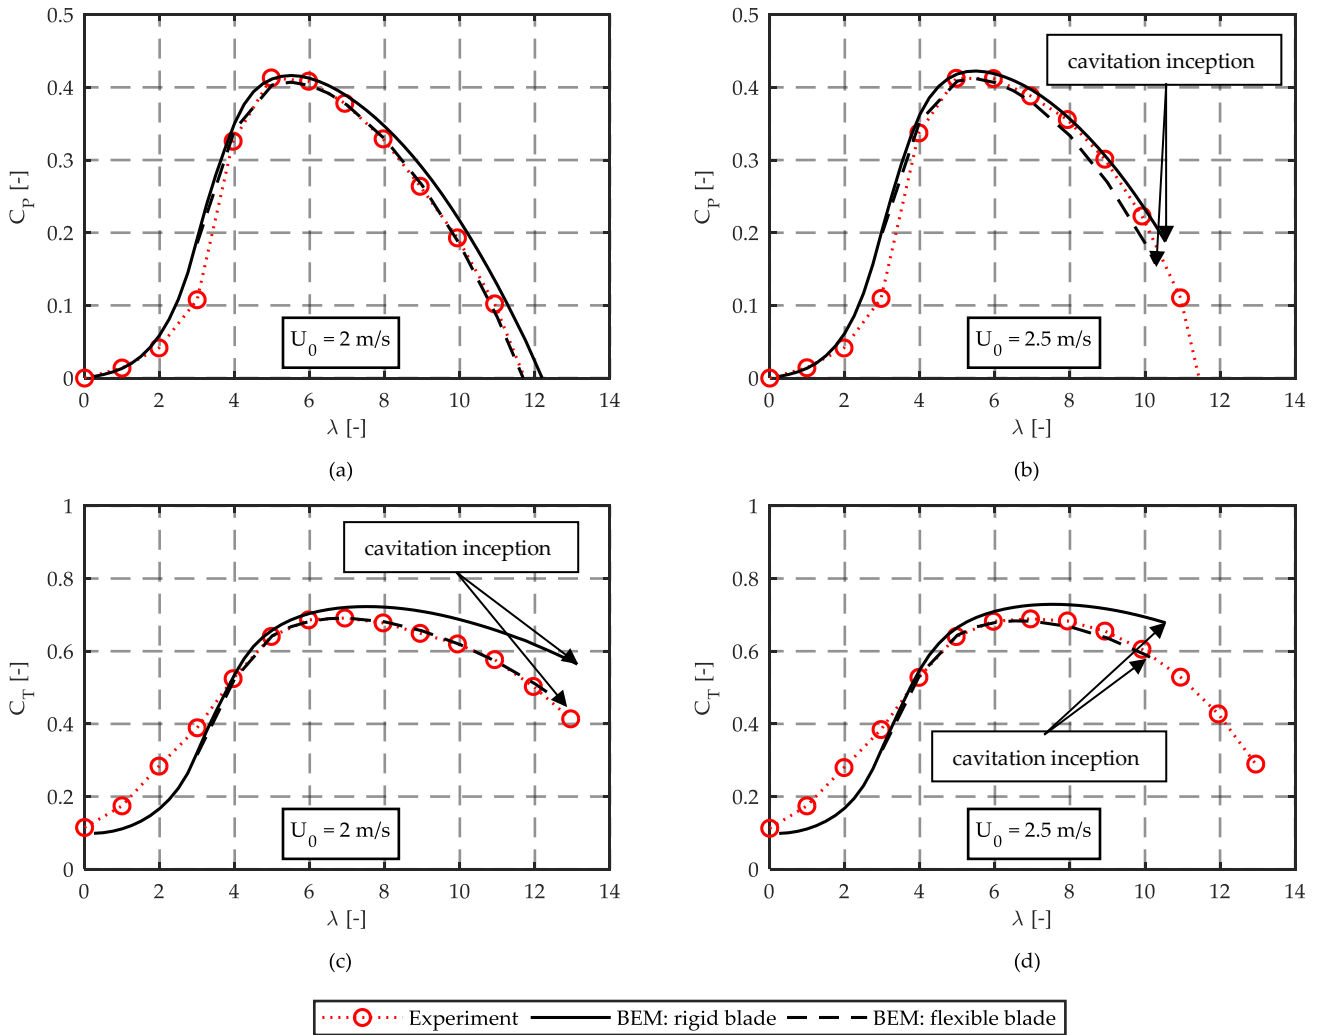 0.5
0.4
0.3
0.2
0.1
0
C_P [-]
0 2 4 6 8 10 12 14
λ [-]
U_0 = 2 m/s
(a)
0.5
0.4
0.3
0.2
0.1
0
C_P [-]
0 2 4 6 8 10 12 14
λ [-]
cavitation inception
U_0 = 2.5 m/s
(b)
1
0.8
0.6
0.4
0.2
0
C_T [-]
0 2 4 6 8 10 12 14
λ [-]
cavitation inception
U_0 = 2 m/s
(c)
1
0.8
0.6
0.4
0.2
0
C_T [-]
0 2 4 6 8 10 12 14
λ [-]
cavitation inception
U_0 = 2.5 m/s
(d)
Experiment BEM: rigid blade BEM: flexible blade